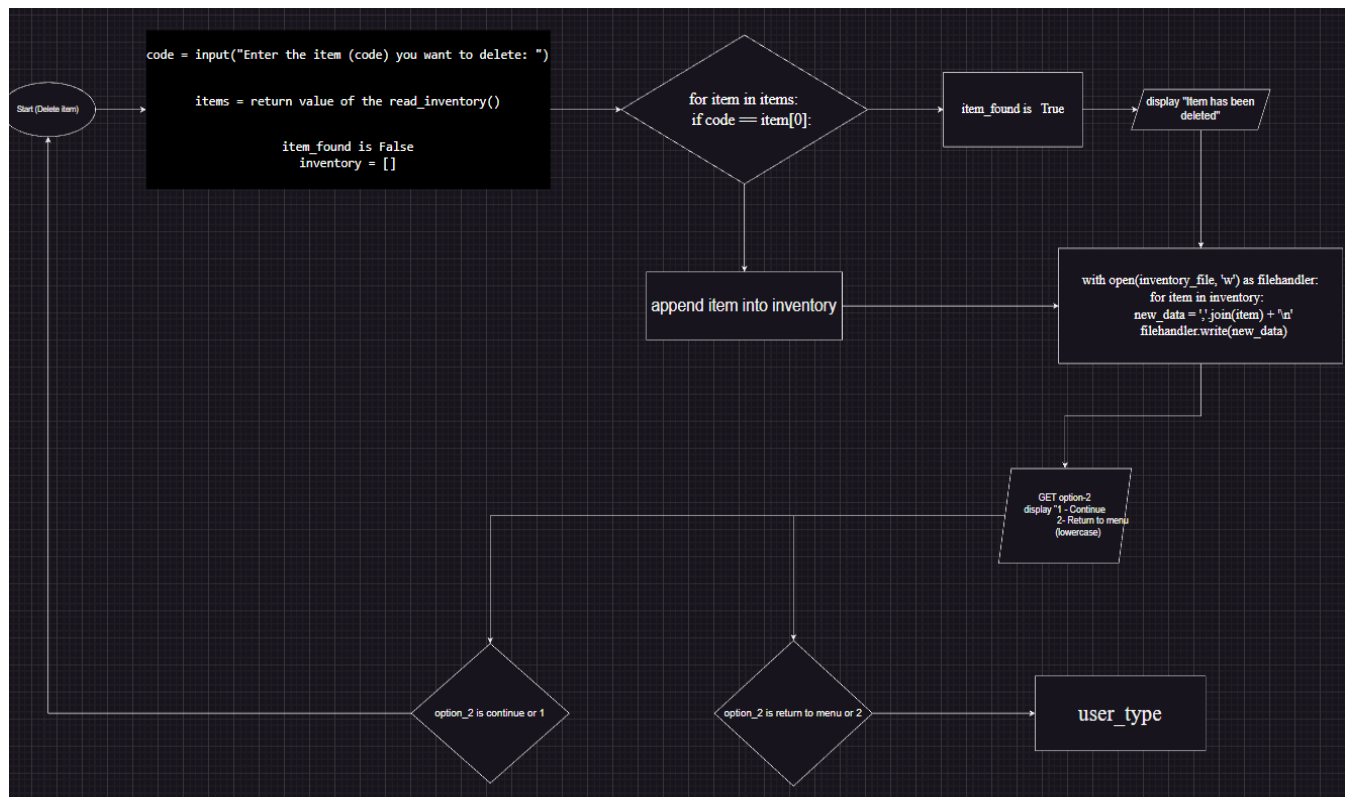 Start (Delete item)
code = input("Enter the item (code) you want to delete: ")
items = return value of the read_inventory()
item_found is False
inventory = []
for item in items:
if code == item[0]:
item_found is True
display "Item has been
deleted"
append item into inventory
with open(inventory_file, 'w') as filehandler:
for item in inventory:
new_data = ','.join(item) + '\n'
filehandler.write(new_data)
GET option-2
display "1 - Continue
2- Return to menu
(lowercase)
option_2 is continue or 1
option_2 is return to menu or 2
user_type